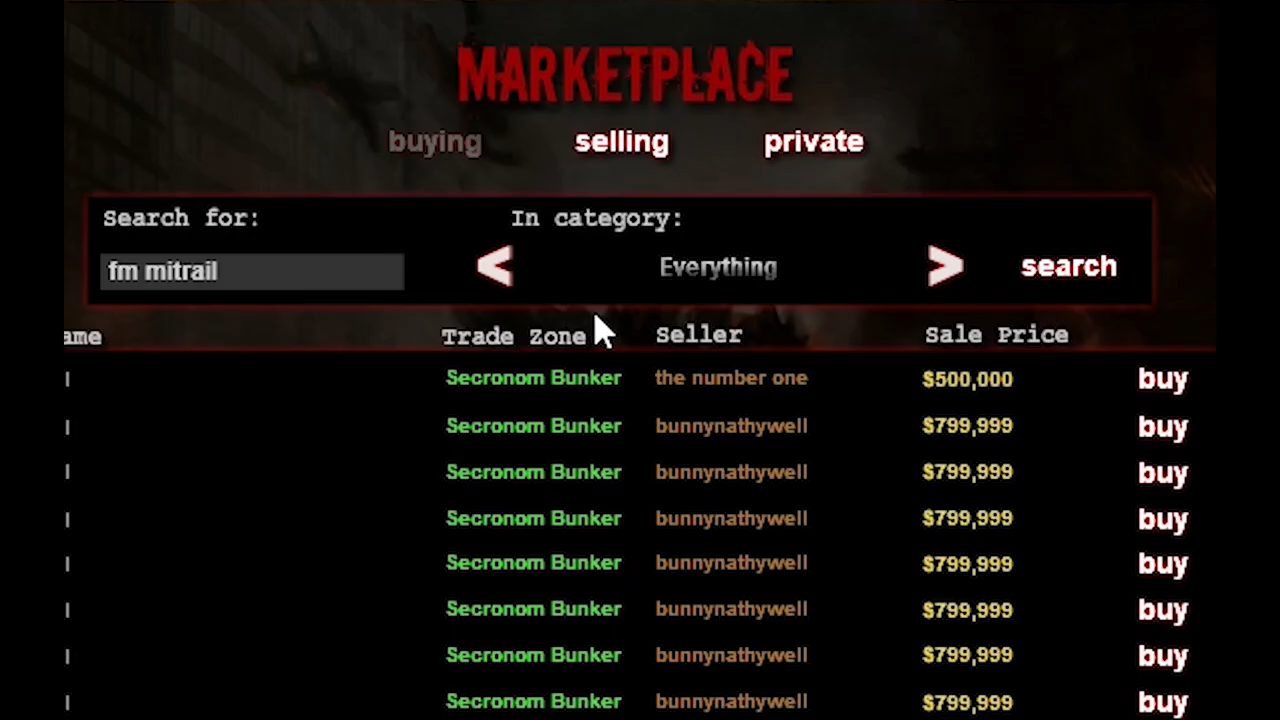 MARKETPLACE
buying selling private
Search for: In category:
fm mitrail < Everything > search
ame Trade Zone Seller Sale Price
l Secronom Bunker the number one $500,000 buy
l Secronom Bunker bunnynathywell $799,999 buy
l Secronom Bunker bunnynathywell $799,999 buy
l Secronom Bunker bunnynathywell $799,999 buy
l Secronom Bunker bunnynathywell $799,999 buy
l Secronom Bunker bunnynathywell $799,999 buy
l Secronom Bunker bunnynathywell $799,999 buy
l Secronom Bunker bunnynathywell $799,999 buy